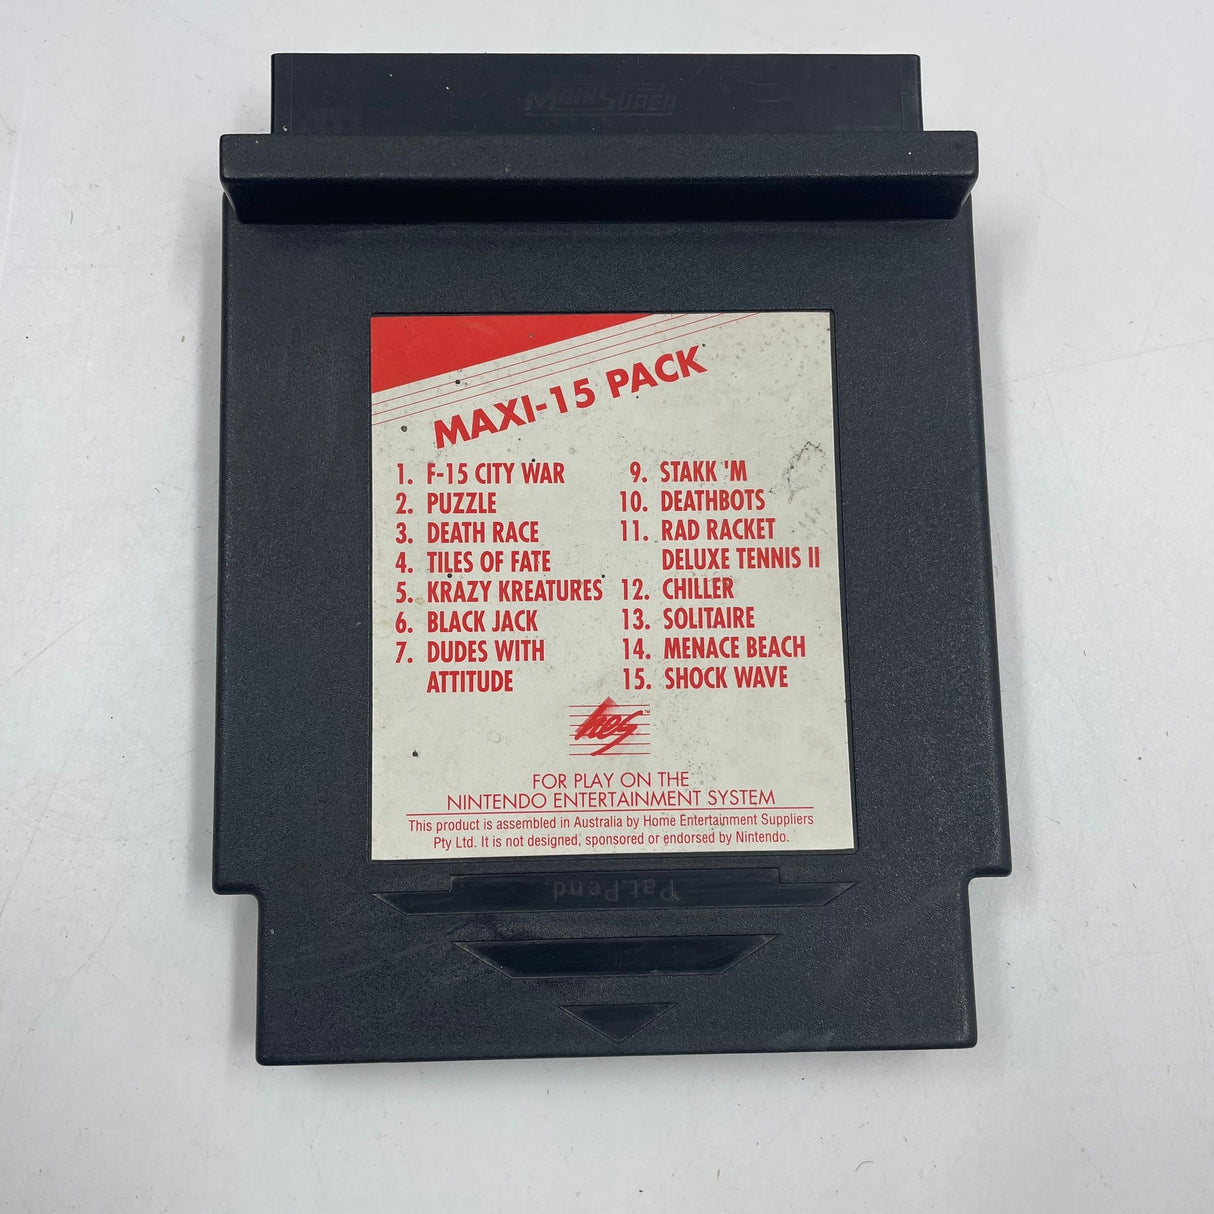 MAXI-15 PACK
1. F-15 CITY WAR
2. PUZZLE
3. DEATH RACE
4. TILES OF FATE
5. KRAZY KREATURES
6. BLACK JACK
7. DUDES WITH
ATTITUDE
9. STAKK 'M
10. DEATHBOTS
11. RAD RACKET
DELUXE TENNIS II
12. CHILLER
13. SOLITAIRE
14. MENACE BEACH
15. SHOCK WAVE
hes ™
FOR PLAY ON THE
NINTENDO ENTERTAINMENT SYSTEM
This product is assembled in Australia by Home Entertainment Suppliers
Pty Ltd. It is not designed, sponsored or endorsed by Nintendo.
Pat.Pend.